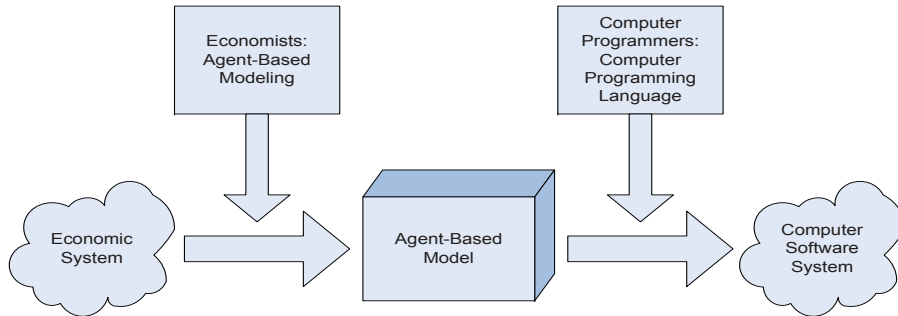 Economists:
Agent-Based
Modeling
Computer
Programmers:
Computer
Programming
Language
Economic
System
Agent-Based
Model
Computer
Software
System